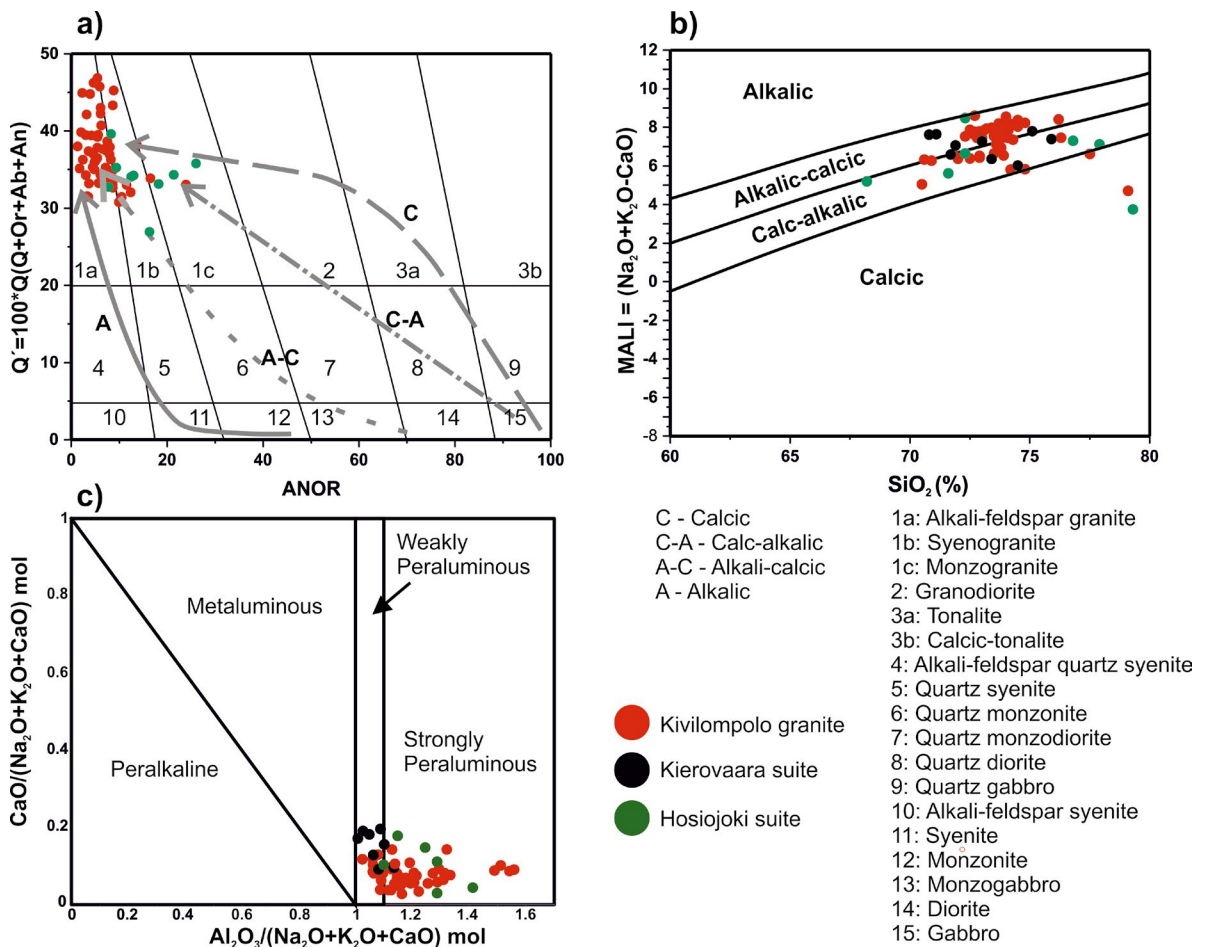 a)
50
40
30
20
10
0
Q´=100*Q(Q+Or+Ab+An)
1a
1b
1c
2
3a
3b
C
A
C-A
A-C
4
5
6
7
8
9
10
11
12
13
14
15
0
20
40
60
80
100
ANOR
b)
12
10
8
6
4
2
0
-2
-4
-6
-8
MALI = (Na₂O+K₂O-CaO)
Alkalic
Alkalic-calcic
Calc-alkalic
Calcic
60
65
70
75
80
SiO₂ (%)
c)
1
0.8
0.6
0.4
0.2
0
CaO/(Na₂O+K₂O+CaO) mol
Weakly
Peraluminous
Metaluminous
Strongly
Peraluminous
Peralkaline
0
0.2
0.4
0.6
0.8
1
1.2
1.4
1.6
Al₂O₃/(Na₂O+K₂O+CaO) mol
C - Calcic
C-A - Calc-alkalic
A-C - Alkali-calcic
A - Alkalic
Kivilompolo granite
Kierovaara suite
Hosiojoki suite
1a: Alkali-feldspar granite
1b: Syenogranite
1c: Monzogranite
2: Granodiorite
3a: Tonalite
3b: Calcic-tonalite
4: Alkali-feldspar quartz syenite
5: Quartz syenite
6: Quartz monzonite
7: Quartz monzodiorite
8: Quartz diorite
9: Quartz gabbro
10: Alkali-feldspar syenite
11: Syenite
12: Monzonite
13: Monzogabbro
14: Diorite
15: Gabbro